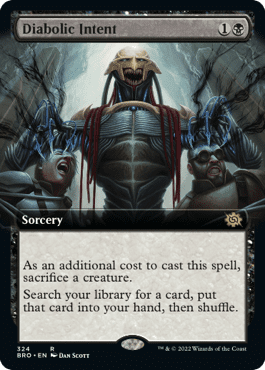 Diabolic Intent 1
Sorcery
As an additional cost to cast this spell,
sacrifice a creature.
Search your library for a card, put
that card into your hand, then shuffle.
324 R
BRO • EN DAN SCOTT
™ & © 2022 Wizards of the Coast